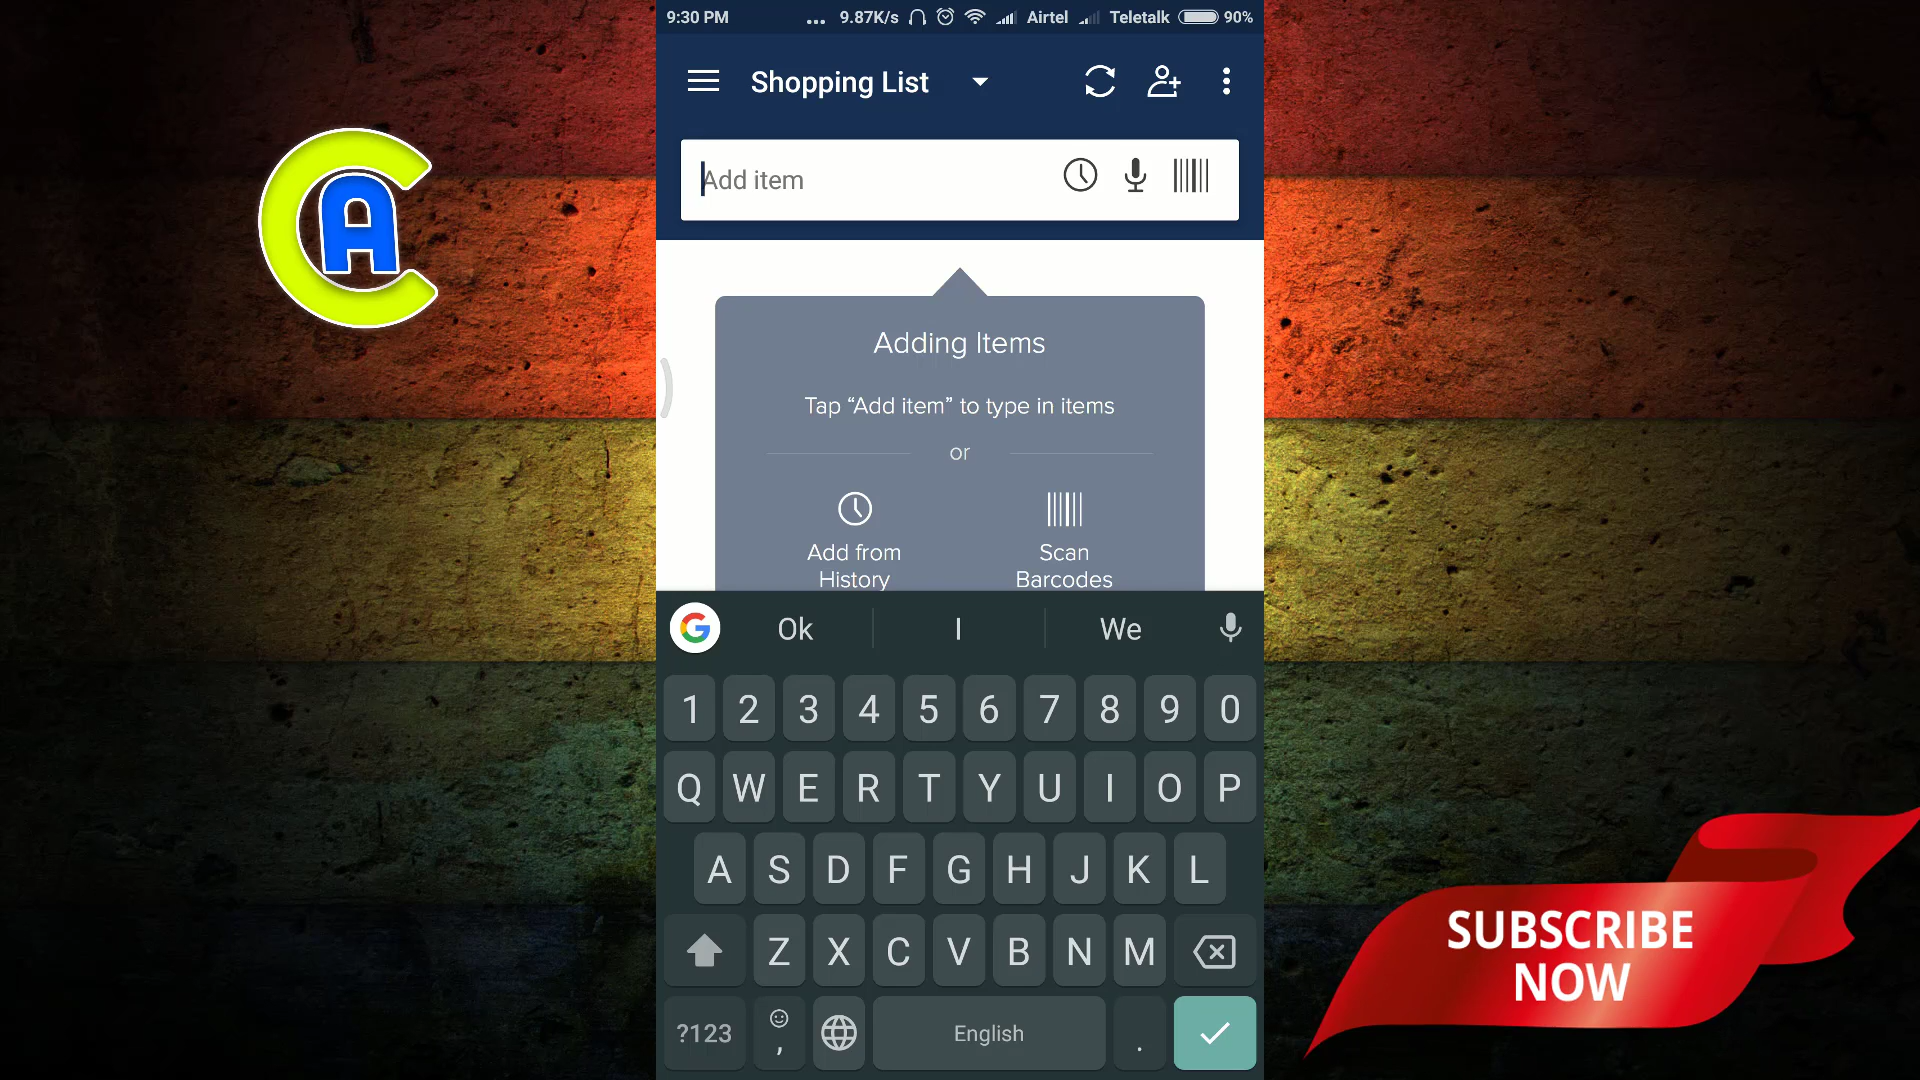 9:30 PM ... 9.87K/s Airtel Teletalk 90%
Shopping List
Add item
CA
Adding Items
Tap “Add item” to type in items
or
Add from History
Scan Barcodes
G Ok I We
1 2 3 4 5 6 7 8 9 0
Q W E R T Y U I O P
A S D F G H J K L
Z X C V B N M
?123 , English .
SUBSCRIBE
NOW